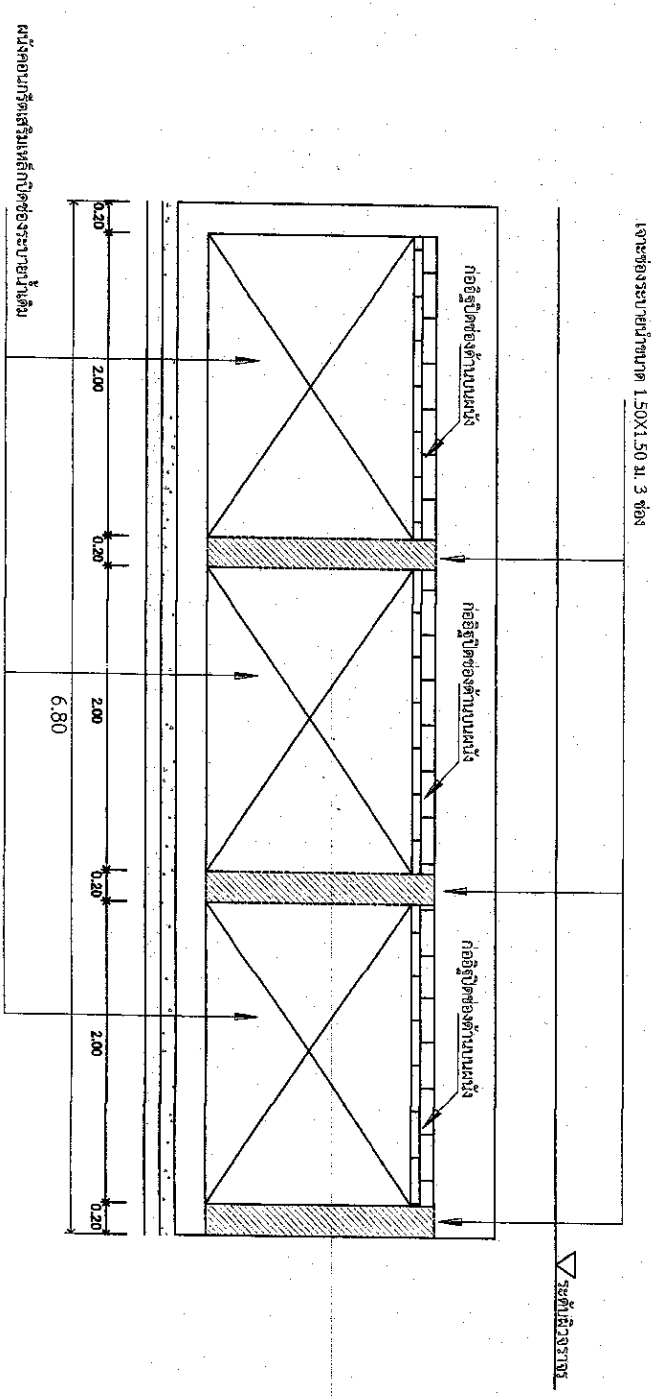 เจาะช่องระบายน้ำขนาด 1.50X1.50 ม. 3 ช่อง
ระดับผิวจราจร
ก่ออิฐปิดช่องด้านบนผนัง
ก่ออิฐปิดช่องด้านบนผนัง
ก่ออิฐปิดช่องด้านบนผนัง
0.20
2.00
0.20
2.00
0.20
2.00
0.20
6.80
ผนังคอนกรีตเสริมเหล็กปิดช่องระบายน้ำเดิม